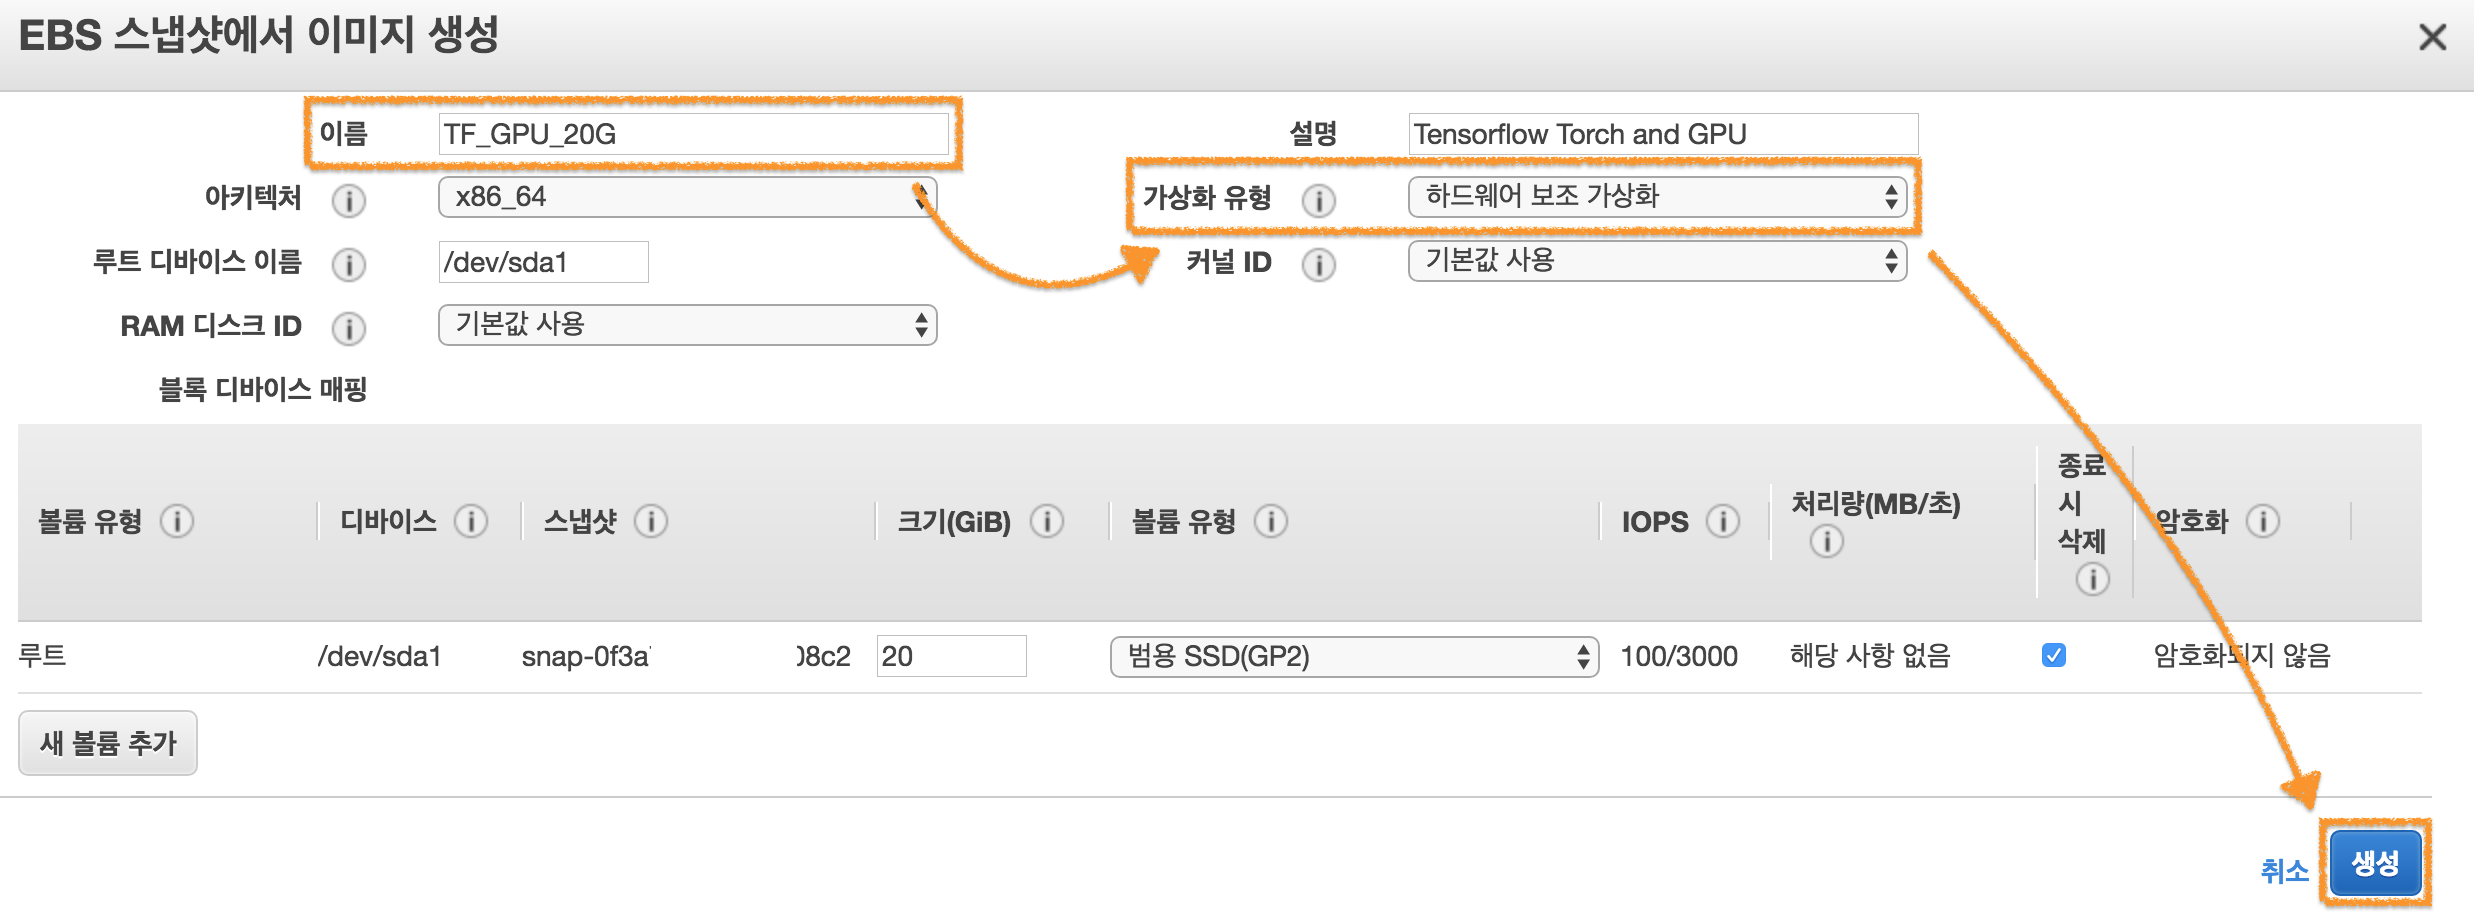 EBS 스냅샷에서 이미지 생성
이름 TF_GPU_20G 설명 Tensorflow Torch and GPU
아키텍처 x86_64 가상화 유형 하드웨어 보조 가상화
루트 디바이스 이름 /dev/sda1 커널 ID 기본값 사용
RAM 디스크 ID 기본값 사용
블록 디바이스 매핑
볼륨 유형 디바이스 스냅샷 크기(GiB) 볼륨 유형 IOPS 처리량(MB/초) 종료 시 삭제 암호화
루트 /dev/sda1 snap-0f3a 08c2 20 범용 SSD(GP2) 100/3000 해당 사항 없음 암호화되지 않음
새 볼륨 추가
취소 생성